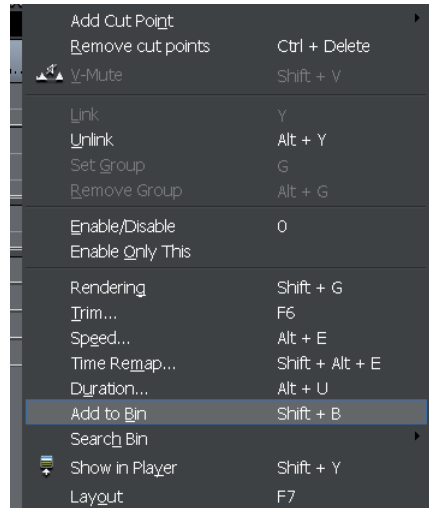 Add Cut Point
Remove cut points Ctrl + Delete
V-Mute Shift + V
Link Y
Unlink Alt + Y
Set Group G
Remove Group Alt + G
Enable/Disable 0
Enable Only This
Rendering Shift + G
Trim... F6
Speed... Alt + E
Time Remap... Shift + Alt + E
Duration... Alt + U
Add to Bin Shift + B
Search Bin
Show in Player Shift + Y
Layout F7